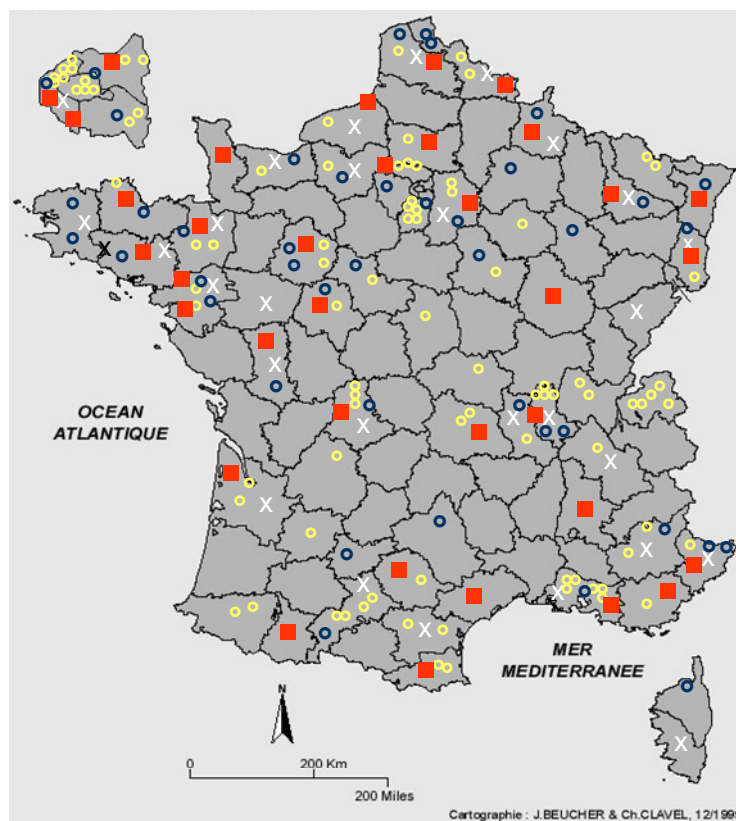 OCEAN
ATLANTIQUE
MER
MEDITERRANEE
N
0 200 Km
200 Miles
Cartographie : J.BEUCHER & Ch.CLAVEL, 12/199